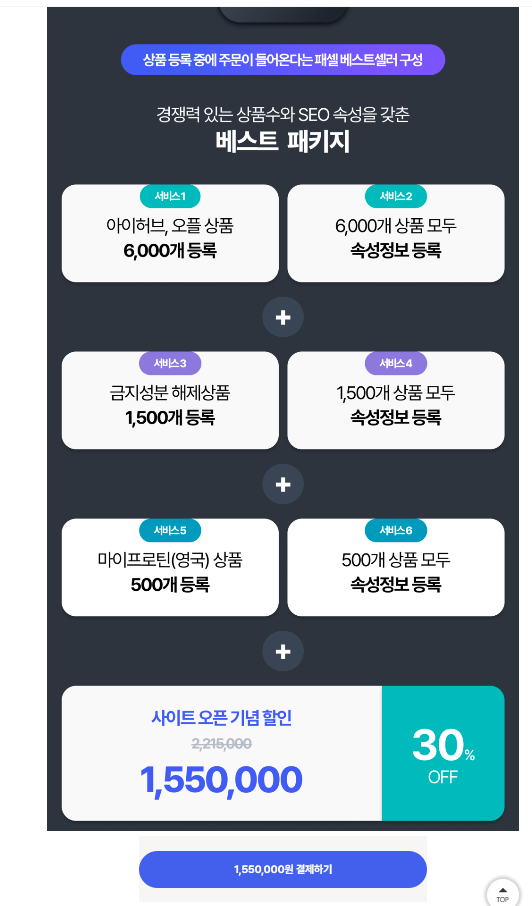 상품 등록 중에 주문이 들어온다는 패셀 베스트셀러 구성
경쟁력 있는 상품수와 SEO 속성을 갖춘
베스트 패키지
서비스1
아이허브, 오플 상품
6,000개 등록
서비스2
6,000개 상품 모두
속성정보 등록
+
서비스3
금지성분 해제상품
1,500개 등록
서비스4
1,500개 상품 모두
속성정보 등록
+
서비스5
마이프로틴(영국) 상품
500개 등록
서비스6
500개 상품 모두
속성정보 등록
+
사이트 오픈 기념 할인
2,215,000
1,550,000
30%
OFF
1,550,000원 결제하기
TOP